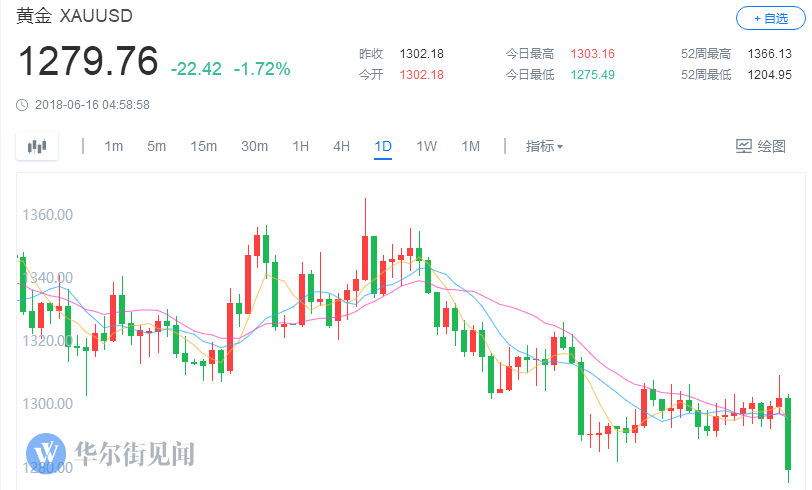 黄金 XAUUSD
+ 自选
1279.76 -22.42 -1.72%
昨收 1302.18 今日最高 1303.16 52周最高 1366.13
今开 1302.18 今日最低 1275.49 52周最低 1204.95
2018-06-16 04:58:58
1m 5m 15m 30m 1H 4H 1D 1W 1M 指标 绘图
1360.00
1340.00
1320.00
1300.00
1280.00
W 华尔街见闻